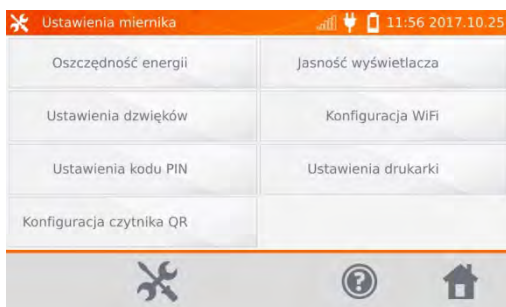 Ustawienia miernika 11:56 2017.10.25
Oszczędność energii Jasność wyświetlacza
Ustawienia dzwięków Konfiguracja WiFi
Ustawienia kodu PIN Ustawienia drukarki
Konfiguracja czytnika QR